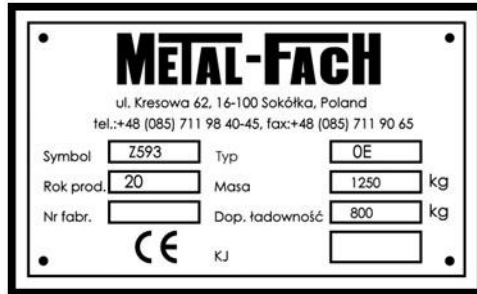 METAL-FACH
ul. Kresowa 62, 16-100 Sokółka, Poland
tel.:+48 (085) 711 98 40-45, fax:+48 (085) 711 90 65
Symbol Z593 Typ 0E
Rok prod. 20 Masa 1250 kg
Nr fabr. Dop. ładowność 800 kg
CE KJ